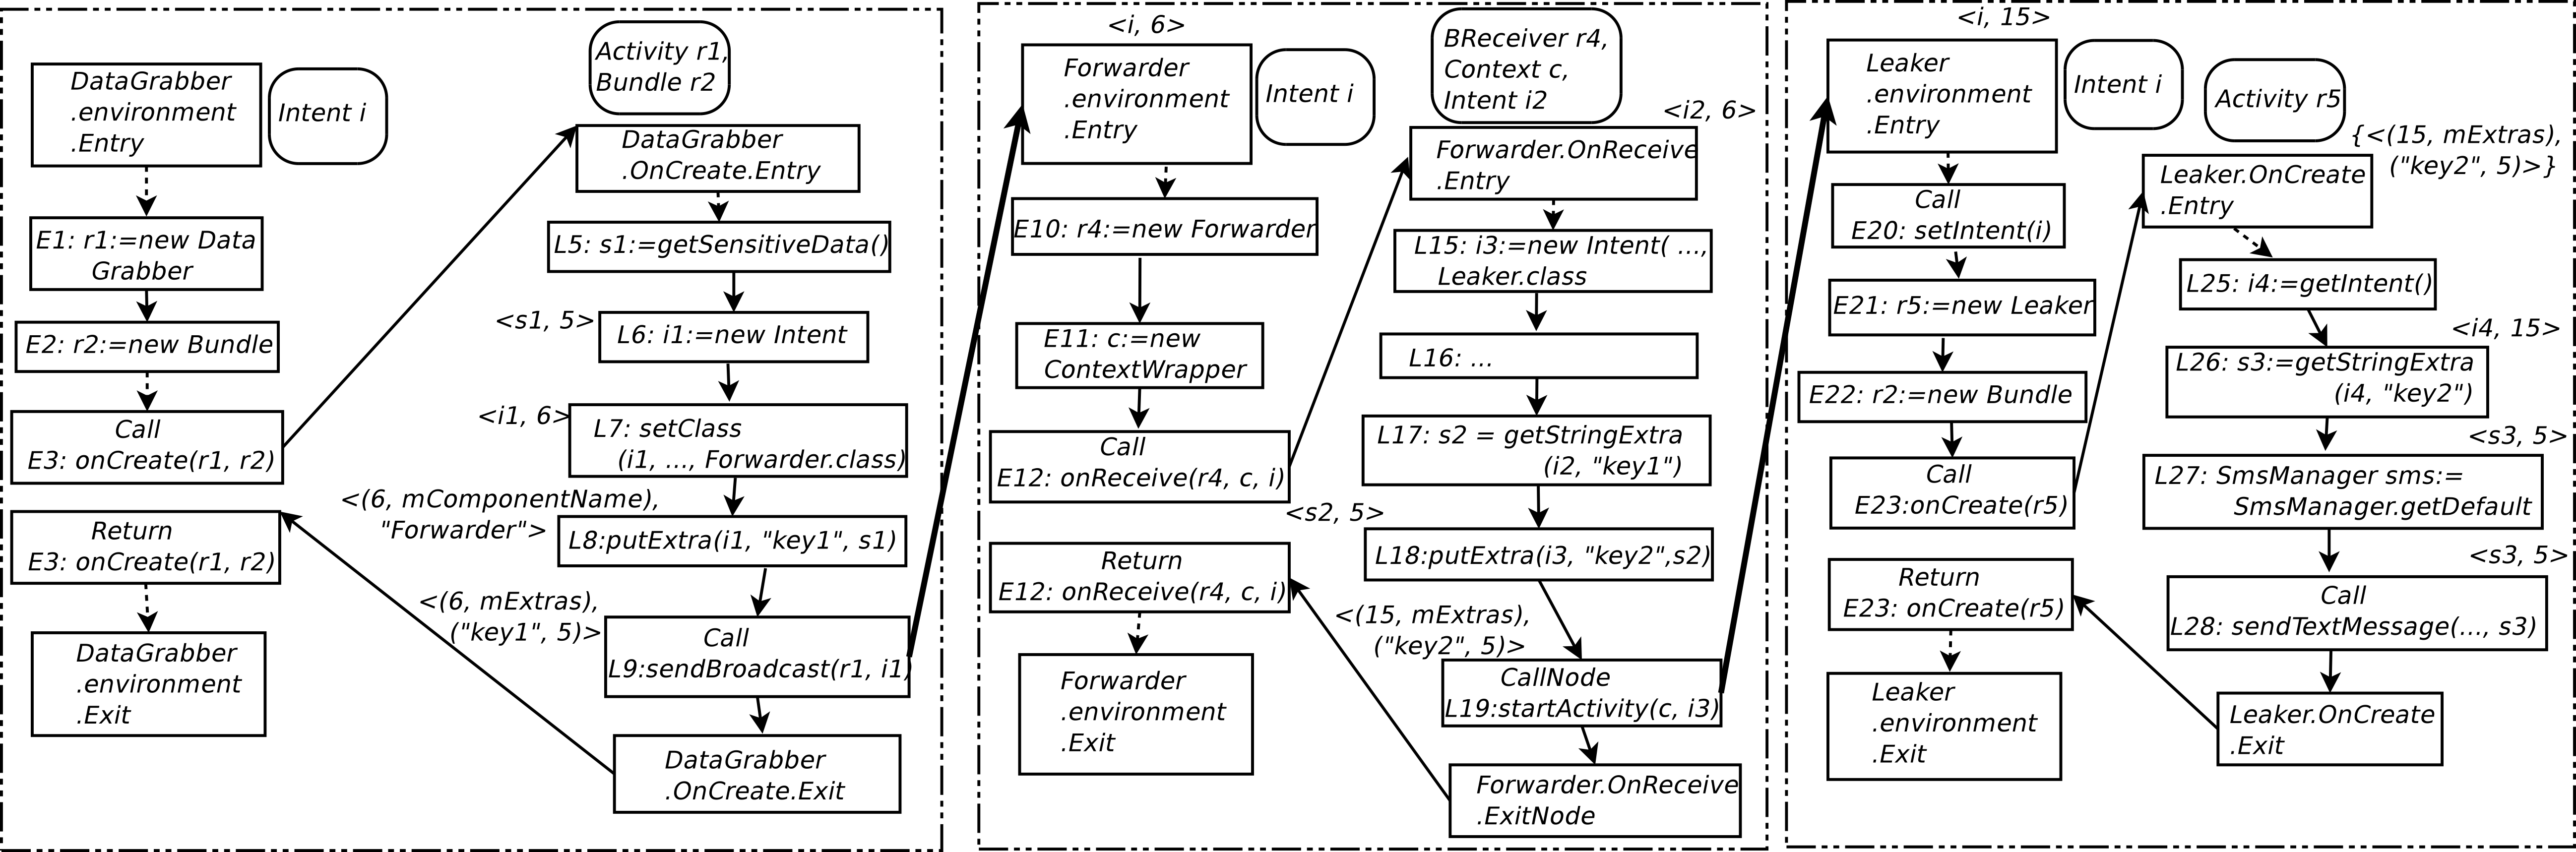 DataGrabber
.environment
.Entry
Intent i
E1: r1:=new Data
Grabber
E2: r2:=new Bundle
Call
E3: onCreate(r1, r2)
Return
E3: onCreate(r1, r2)
DataGrabber
.environment
.Exit
Activity r1,
Bundle r2
DataGrabber
.OnCreate.Entry
L5: s1:=getSensitiveData()
<s1, 5>
L6: i1:=new Intent
<i1, 6>
L7: setClass
(i1, ..., Forwarder.class)
<(6, mComponentName),
"Forwarder">
L8:putExtra(i1, "key1", s1)
<(6, mExtras),
("key1", 5)>
Call
L9:sendBroadcast(r1, i1)
DataGrabber
.OnCreate.Exit
<i, 6>
Forwarder
.environment
.Entry
Intent i
E10: r4:=new Forwarder
E11: c:=new
ContextWrapper
Call
E12: onReceive(r4, c, i)
Return
E12: onReceive(r4, c, i)
Forwarder
.environment
.Exit
BReceiver r4,
Context c,
Intent i2
<i2, 6>
Forwarder.OnReceive
.Entry
L15: i3:=new Intent( ...,
Leaker.class
L16: ...
L17: s2 = getStringExtra
(i2, "key1")
<s2, 5>
L18:putExtra(i3, "key2",s2)
<(15, mExtras),
("key2", 5)>
CallNode
L19:startActivity(c, i3)
Forwarder.OnReceive
.ExitNode
<i, 15>
Leaker
.environment
.Entry
Intent i
Call
E20: setIntent(i)
E21: r5:=new Leaker
E22: r2:=new Bundle
Call
E23:onCreate(r5)
Return
E23: onCreate(r5)
Leaker
.environment
.Exit
Activity r5
{<(15, mExtras),
("key2", 5)>}
Leaker.OnCreate
.Entry
L25: i4:=getIntent()
<i4, 15>
L26: s3:=getStringExtra
(i4, "key2")
<s3, 5>
L27: SmsManager sms:=
SmsManager.getDefault
<s3, 5>
Call
L28: sendTextMessage(..., s3)
Leaker.OnCreate
.Exit